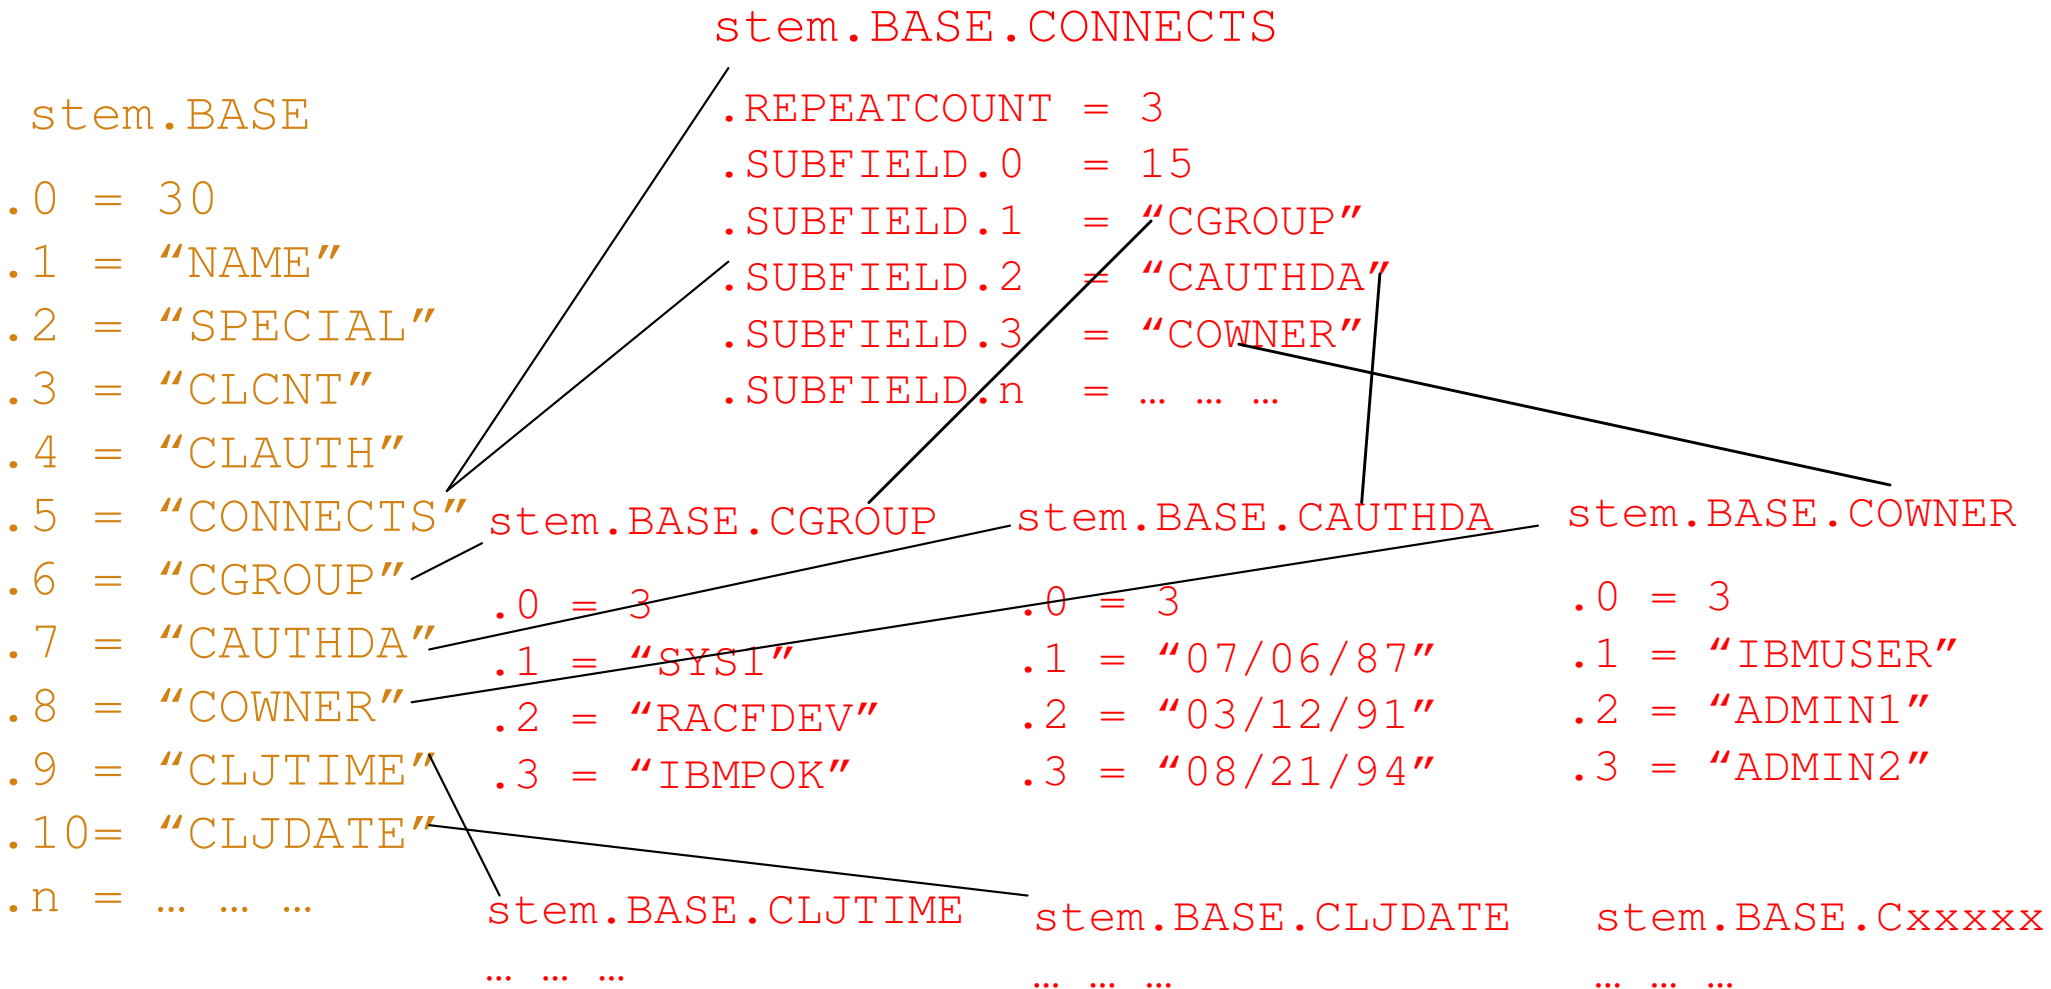 stem.BASE
.0 = 30
.1 = “NAME”
.2 = “SPECIAL”
.3 = “CLCNT”
.4 = “CLAUTH”
.5 = “CONNECTS”
.6 = “CGROUP”
.7 = “CAUTHDA”
.8 = “COWNER”
.9 = “CLJTIME”
.10= “CLJDATE”
.n = … … …
stem.BASE.CONNECTS
.REPEATCOUNT = 3
.SUBFIELD.0 = 15
.SUBFIELD.1 = “CGROUP”
.SUBFIELD.2 = “CAUTHDA”
.SUBFIELD.3 = “COWNER”
.SUBFIELD.n = … … …
stem.BASE.CGROUP
.0 = 3
.1 = “SYS1”
.2 = “RACFDEV”
.3 = “IBMPOK”
stem.BASE.CAUTHDA
.0 = 3
.1 = “07/06/87”
.2 = “03/12/91”
.3 = “08/21/94”
stem.BASE.COWNER
.0 = 3
.1 = “IBMUSER”
.2 = “ADMIN1”
.3 = “ADMIN2”
stem.BASE.CLJTIME
… … …
stem.BASE.CLJDATE
… … …
stem.BASE.Cxxxxx
… … …